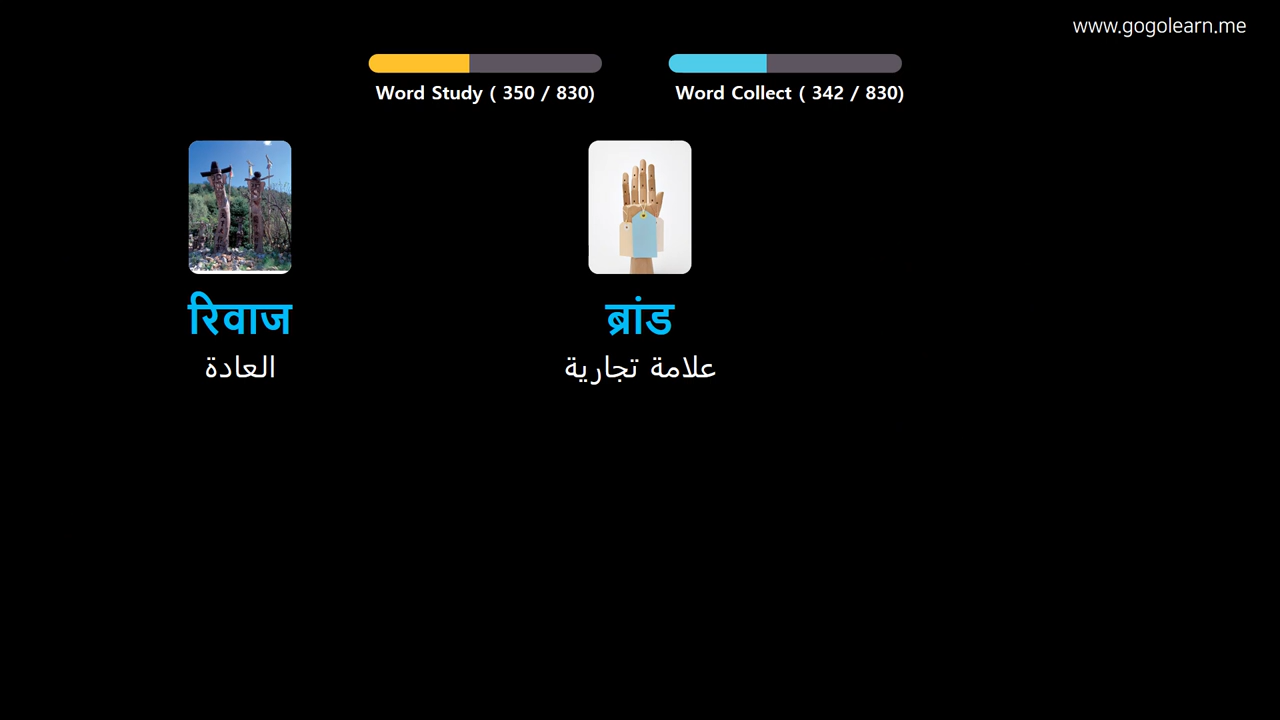 www.gogolearn.me
Word Study ( 350 / 830)
Word Collect ( 342 / 830)
रिवाज
العادة
ब्रांड
علامة تجارية